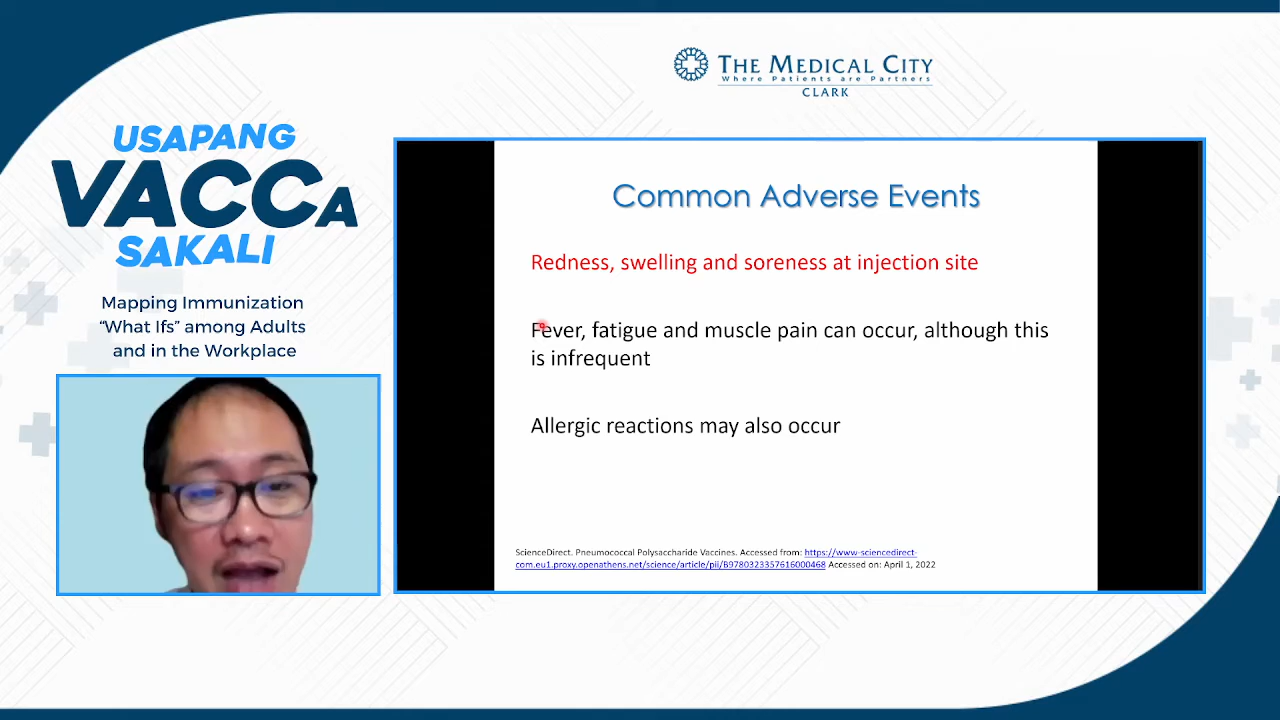 THE MEDICAL CITY
Where Patients are Partners
CLARK
USAPANG
VACCA
SAKALI
Mapping Immunization
“What Ifs” among Adults
and in the Workplace
Common Adverse Events
Redness, swelling and soreness at injection site
Fever, fatigue and muscle pain can occur, although this
is infrequent
Allergic reactions may also occur
ScienceDirect. Pneumococcal Polysaccharide Vaccines. Accessed from: https://www-sciencedirect-
com.eu1.proxy.openathens.net/science/article/pii/B9780323357616000468 Accessed on: April 1, 2022